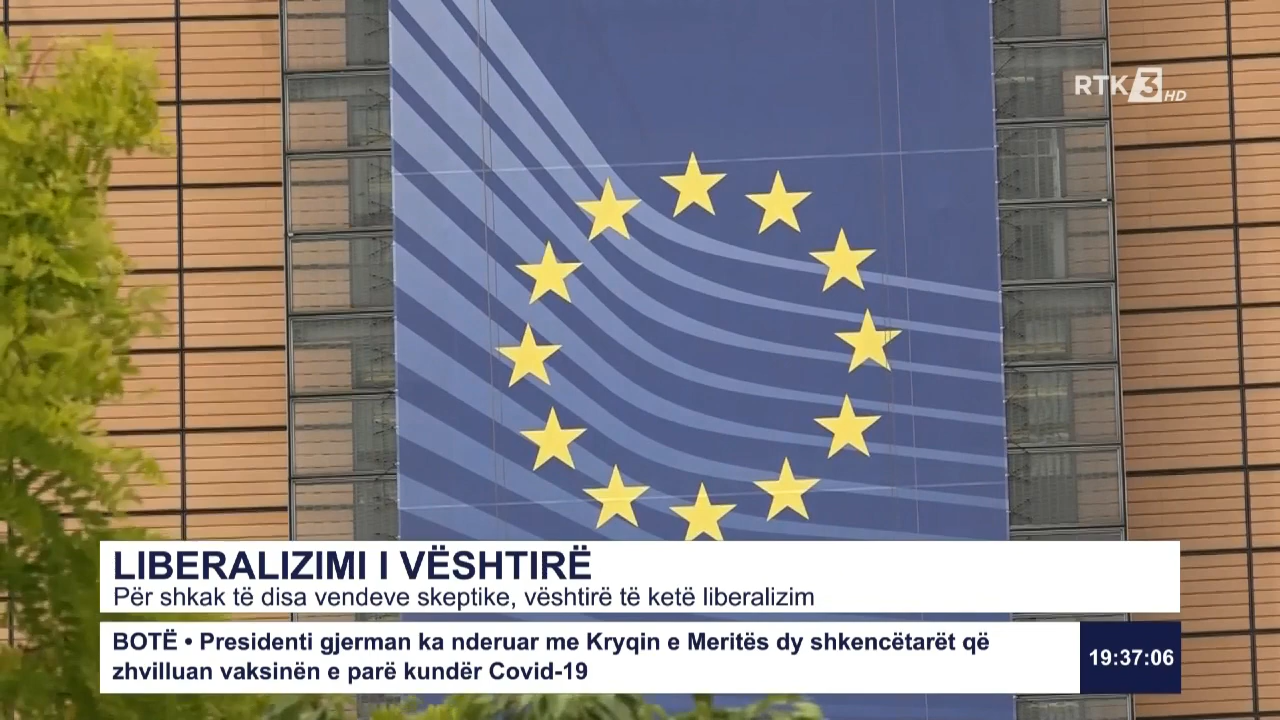 RTK 3 HD
LIBERALIZIMI I VËSHTIRË
Për shkak të disa vendeve skeptike, vështirë të ketë liberalizim
BOTË • Presidenti gjerman ka nderuar me Kryqin e Meritës dy shkencëtarët që
zhvilluan vaksinën e parë kundër Covid-19
19:37:06